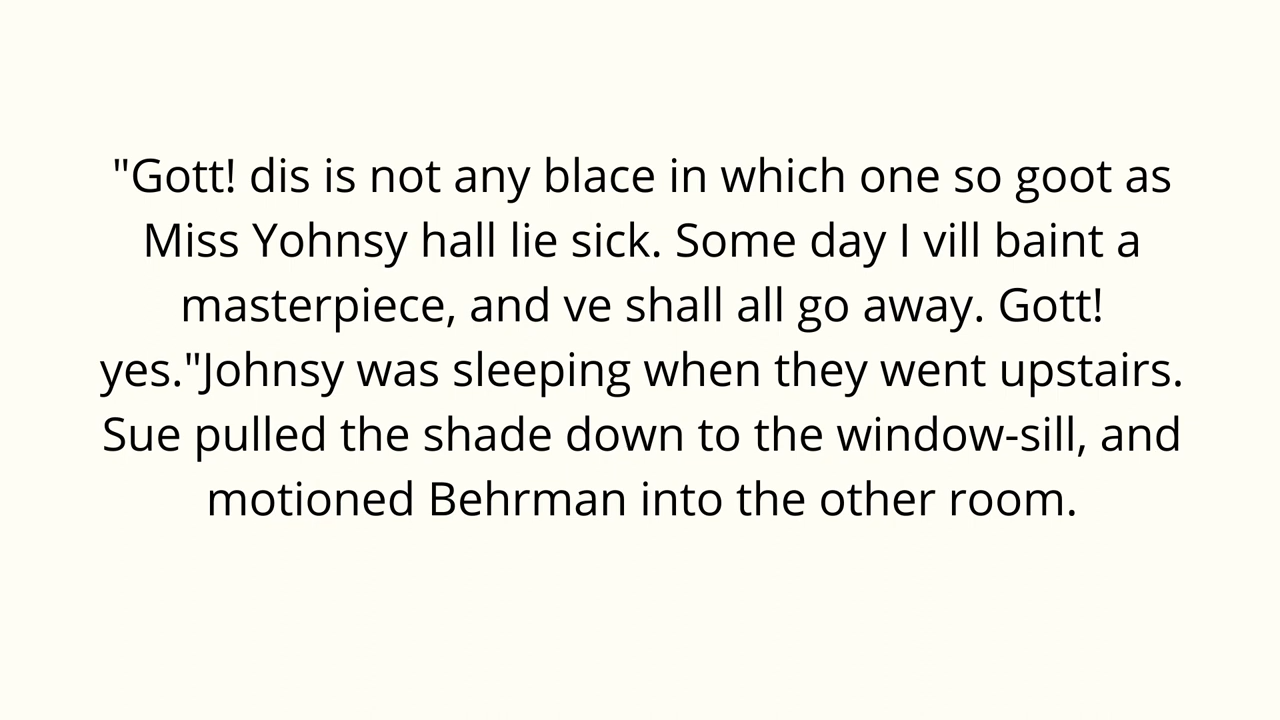 "Gott! dis is not any blace in which one so goot as
Miss Yohnsy hall lie sick. Some day I vill baint a
masterpiece, and ve shall all go away. Gott!
yes."Johnsy was sleeping when they went upstairs.
Sue pulled the shade down to the window-sill, and
motioned Behrman into the other room.